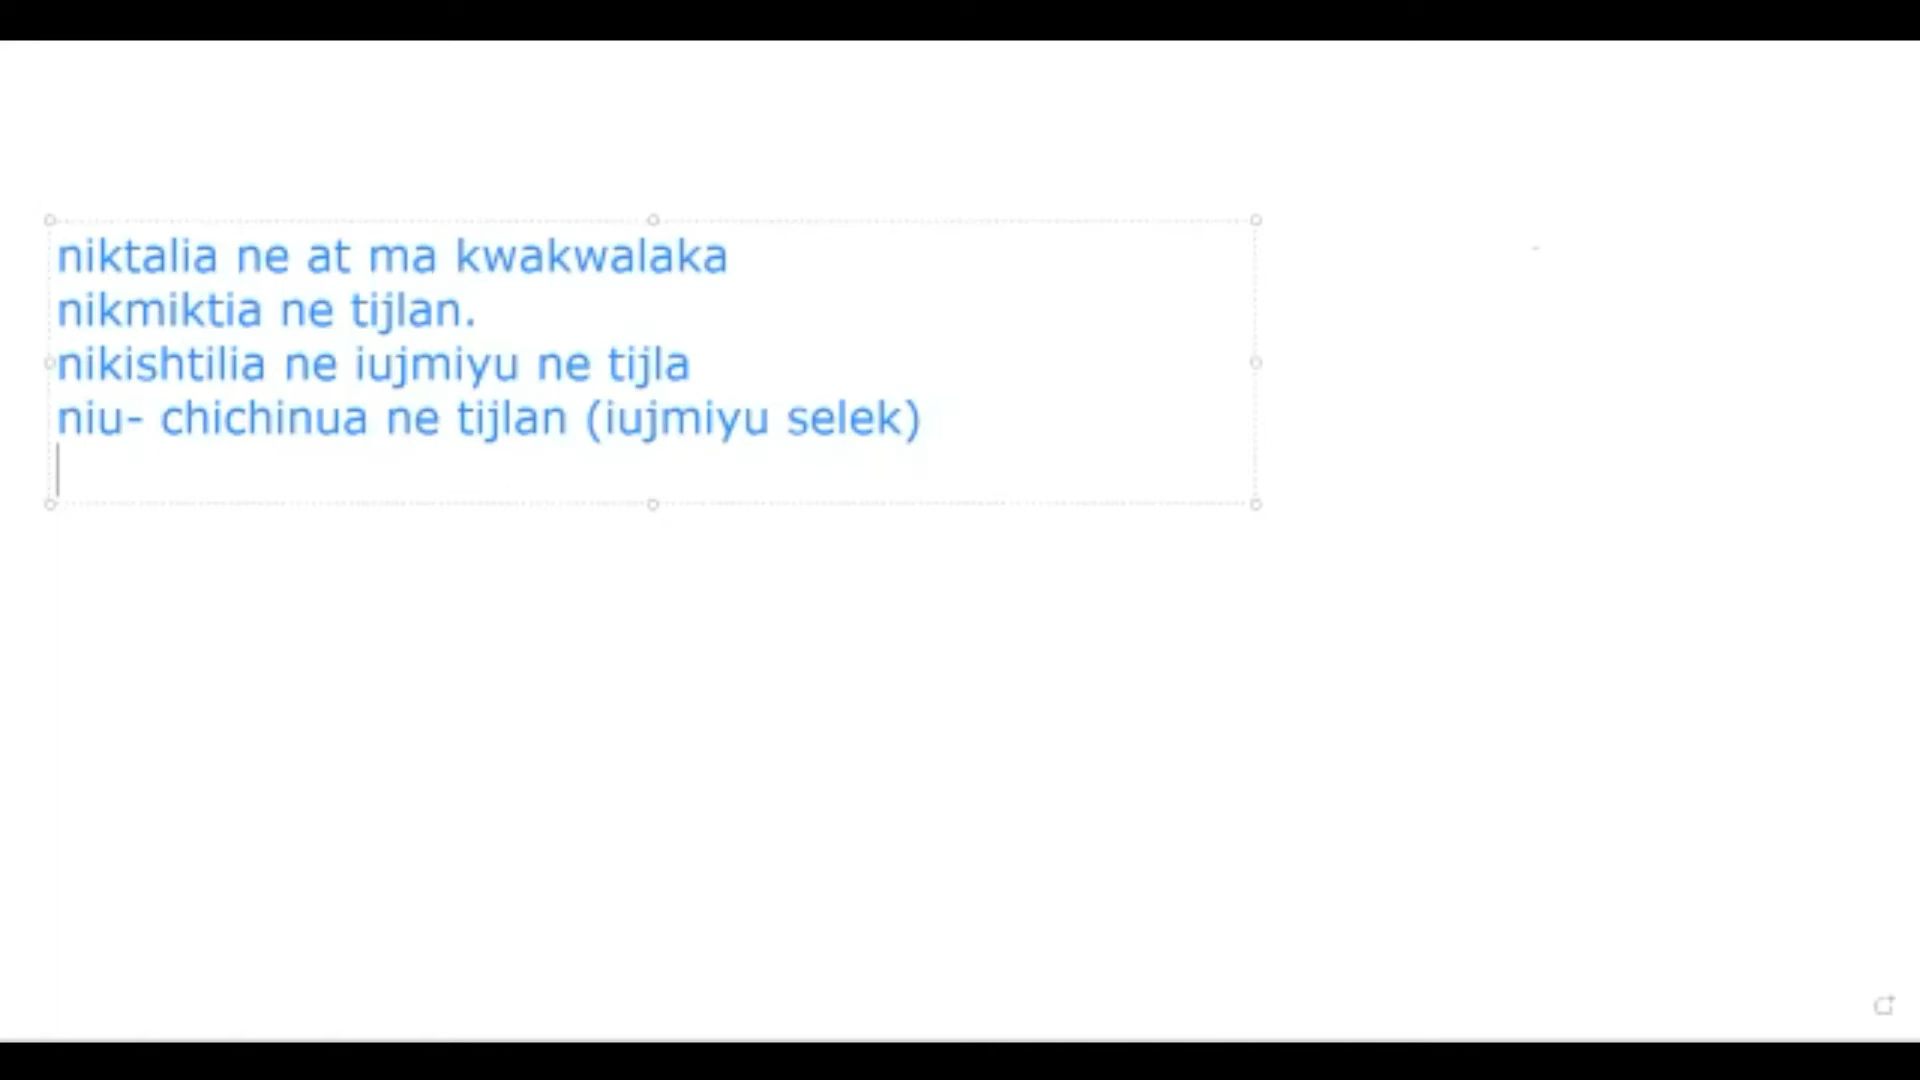 niktalia ne at ma kwakwalaka
nikmiktia ne tijlan.
nikishtilia ne iujmiyu ne tijla
niu- chichinua ne tijlan (iujmiyu selek)